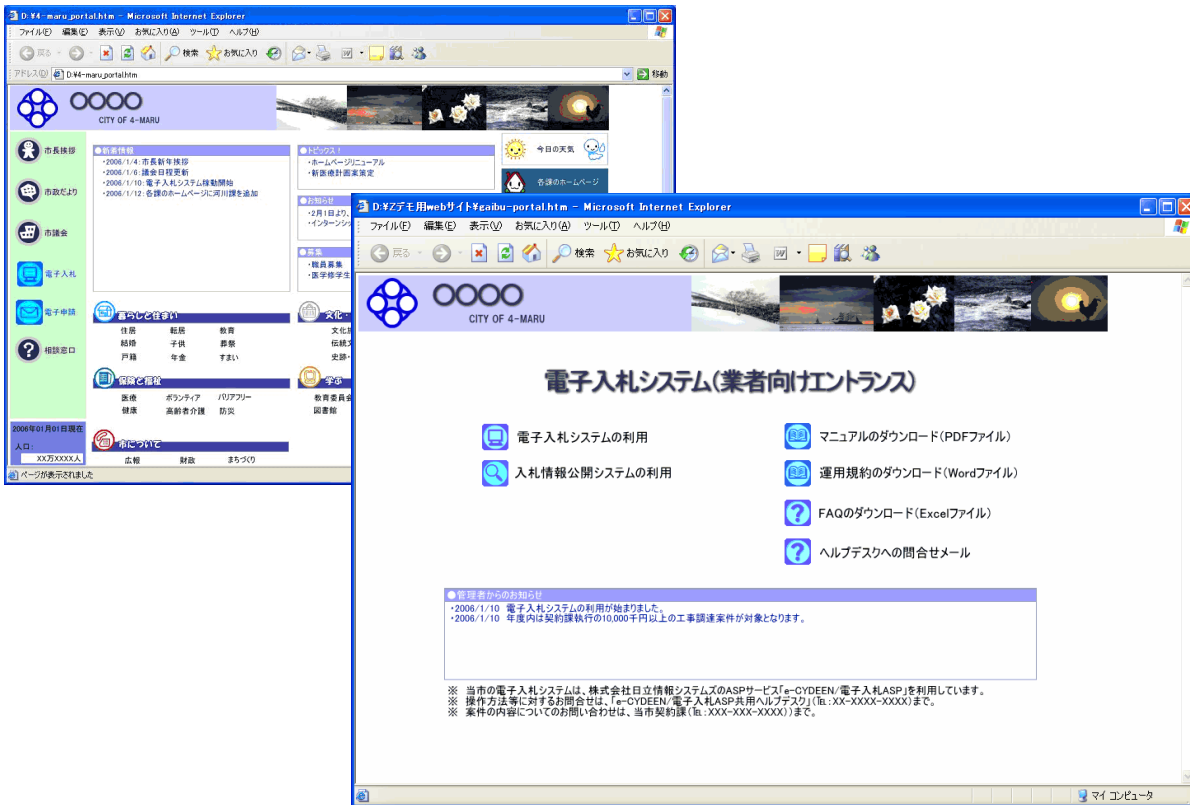 D:¥4-maru_portal.htm - Microsoft Internet Explorer
ファイル(F) 編集(E) 表示(V) お気に入り(A) ツール(T) ヘルプ(H)
戻る 検索 お気に入り
アドレス(D) D:¥4-maru_portal.htm 移動
○○○○
CITY OF 4-MARU
市長挨拶
市政だより
市議会
電子入札
電子申請
相談窓口
2006年01月01日現在
人口:
XX万XXXX人
●新着情報
・2006/1/4:市長新年挨拶
・2006/1/6:議会日程更新
・2006/1/10:電子入札システム稼動開始
・2006/1/12:各課のホームページに河川課を追加
●トピックス!
・ホームページリニューアル
・新医療計画案策定
●お知らせ
・2月1日より、
・インターンシッ
●募集
・職員募集
・医学修学生
今日の天気
各課のホームページ
暮らしと住まい
住居 転居 教育
結婚 子供 葬祭
戸籍 年金 すまい
保険と福祉
医療 ボランティア バリアフリー
健康 高齢者介護 防災
市について
広報 財政 まちづくり
文化・
文化
伝統
史跡・
学ぶ
教育委員会
図書館
ページが表示されました
D:¥Zデモ用webサイト¥gaibu-portal.htm - Microsoft Internet Explorer
ファイル(F) 編集(E) 表示(V) お気に入り(A) ツール(T) ヘルプ(H)
戻る 検索 お気に入り
○○○○
CITY OF 4-MARU
電子入札システム(業者向けエントランス)
電子入札システムの利用
入札情報公開システムの利用
マニュアルのダウンロード(PDFファイル)
運用規約のダウンロード(Wordファイル)
FAQのダウンロード(Excelファイル)
ヘルプデスクへの問合せメール
●管理者からのお知らせ
・2006/1/10 電子入札システムの利用が始まりました。
・2006/1/10 年度内は契約課執行の10,000千円以上の工事調達案件が対象となります。
※ 当市の電子入札システムは、株式会社日立情報システムズのASPサービス「e-CYDEEN/電子入札ASP」を利用しています。
※ 操作方法等に対するお問合せは、「e-CYDEEN/電子入札ASP共用ヘルプデスク」(℡:XX-XXXX-XXXX)まで。
※ 案件の内容についてのお問い合わせは、当市契約課(℡:XXX-XXX-XXXX))まで。
マイ コンピュータ